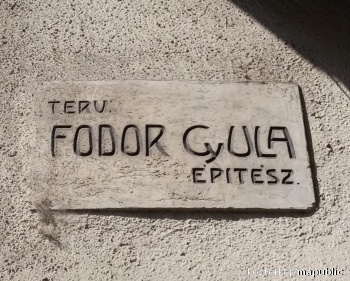 TERV:
FODOR GyULA
ÉPITÉSZ.